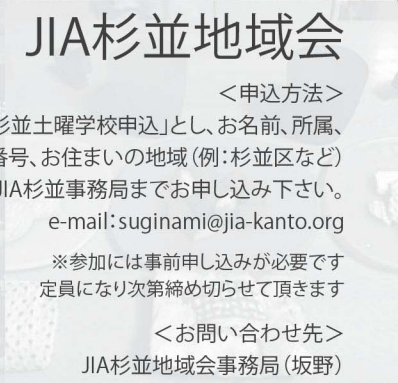 JIA杉並地域会
＜申込方法＞
杉並土曜学校申込」とし、お名前、所属、
番号、お住まいの地域（例：杉並区など）
JIA杉並事務局までお申し込み下さい。
e-mail：suginami@jia-kanto.org
※参加には事前申し込みが必要です
定員になり次第締め切らせて頂きます
＜お問い合わせ先＞
JIA杉並地域会事務局（坂野）